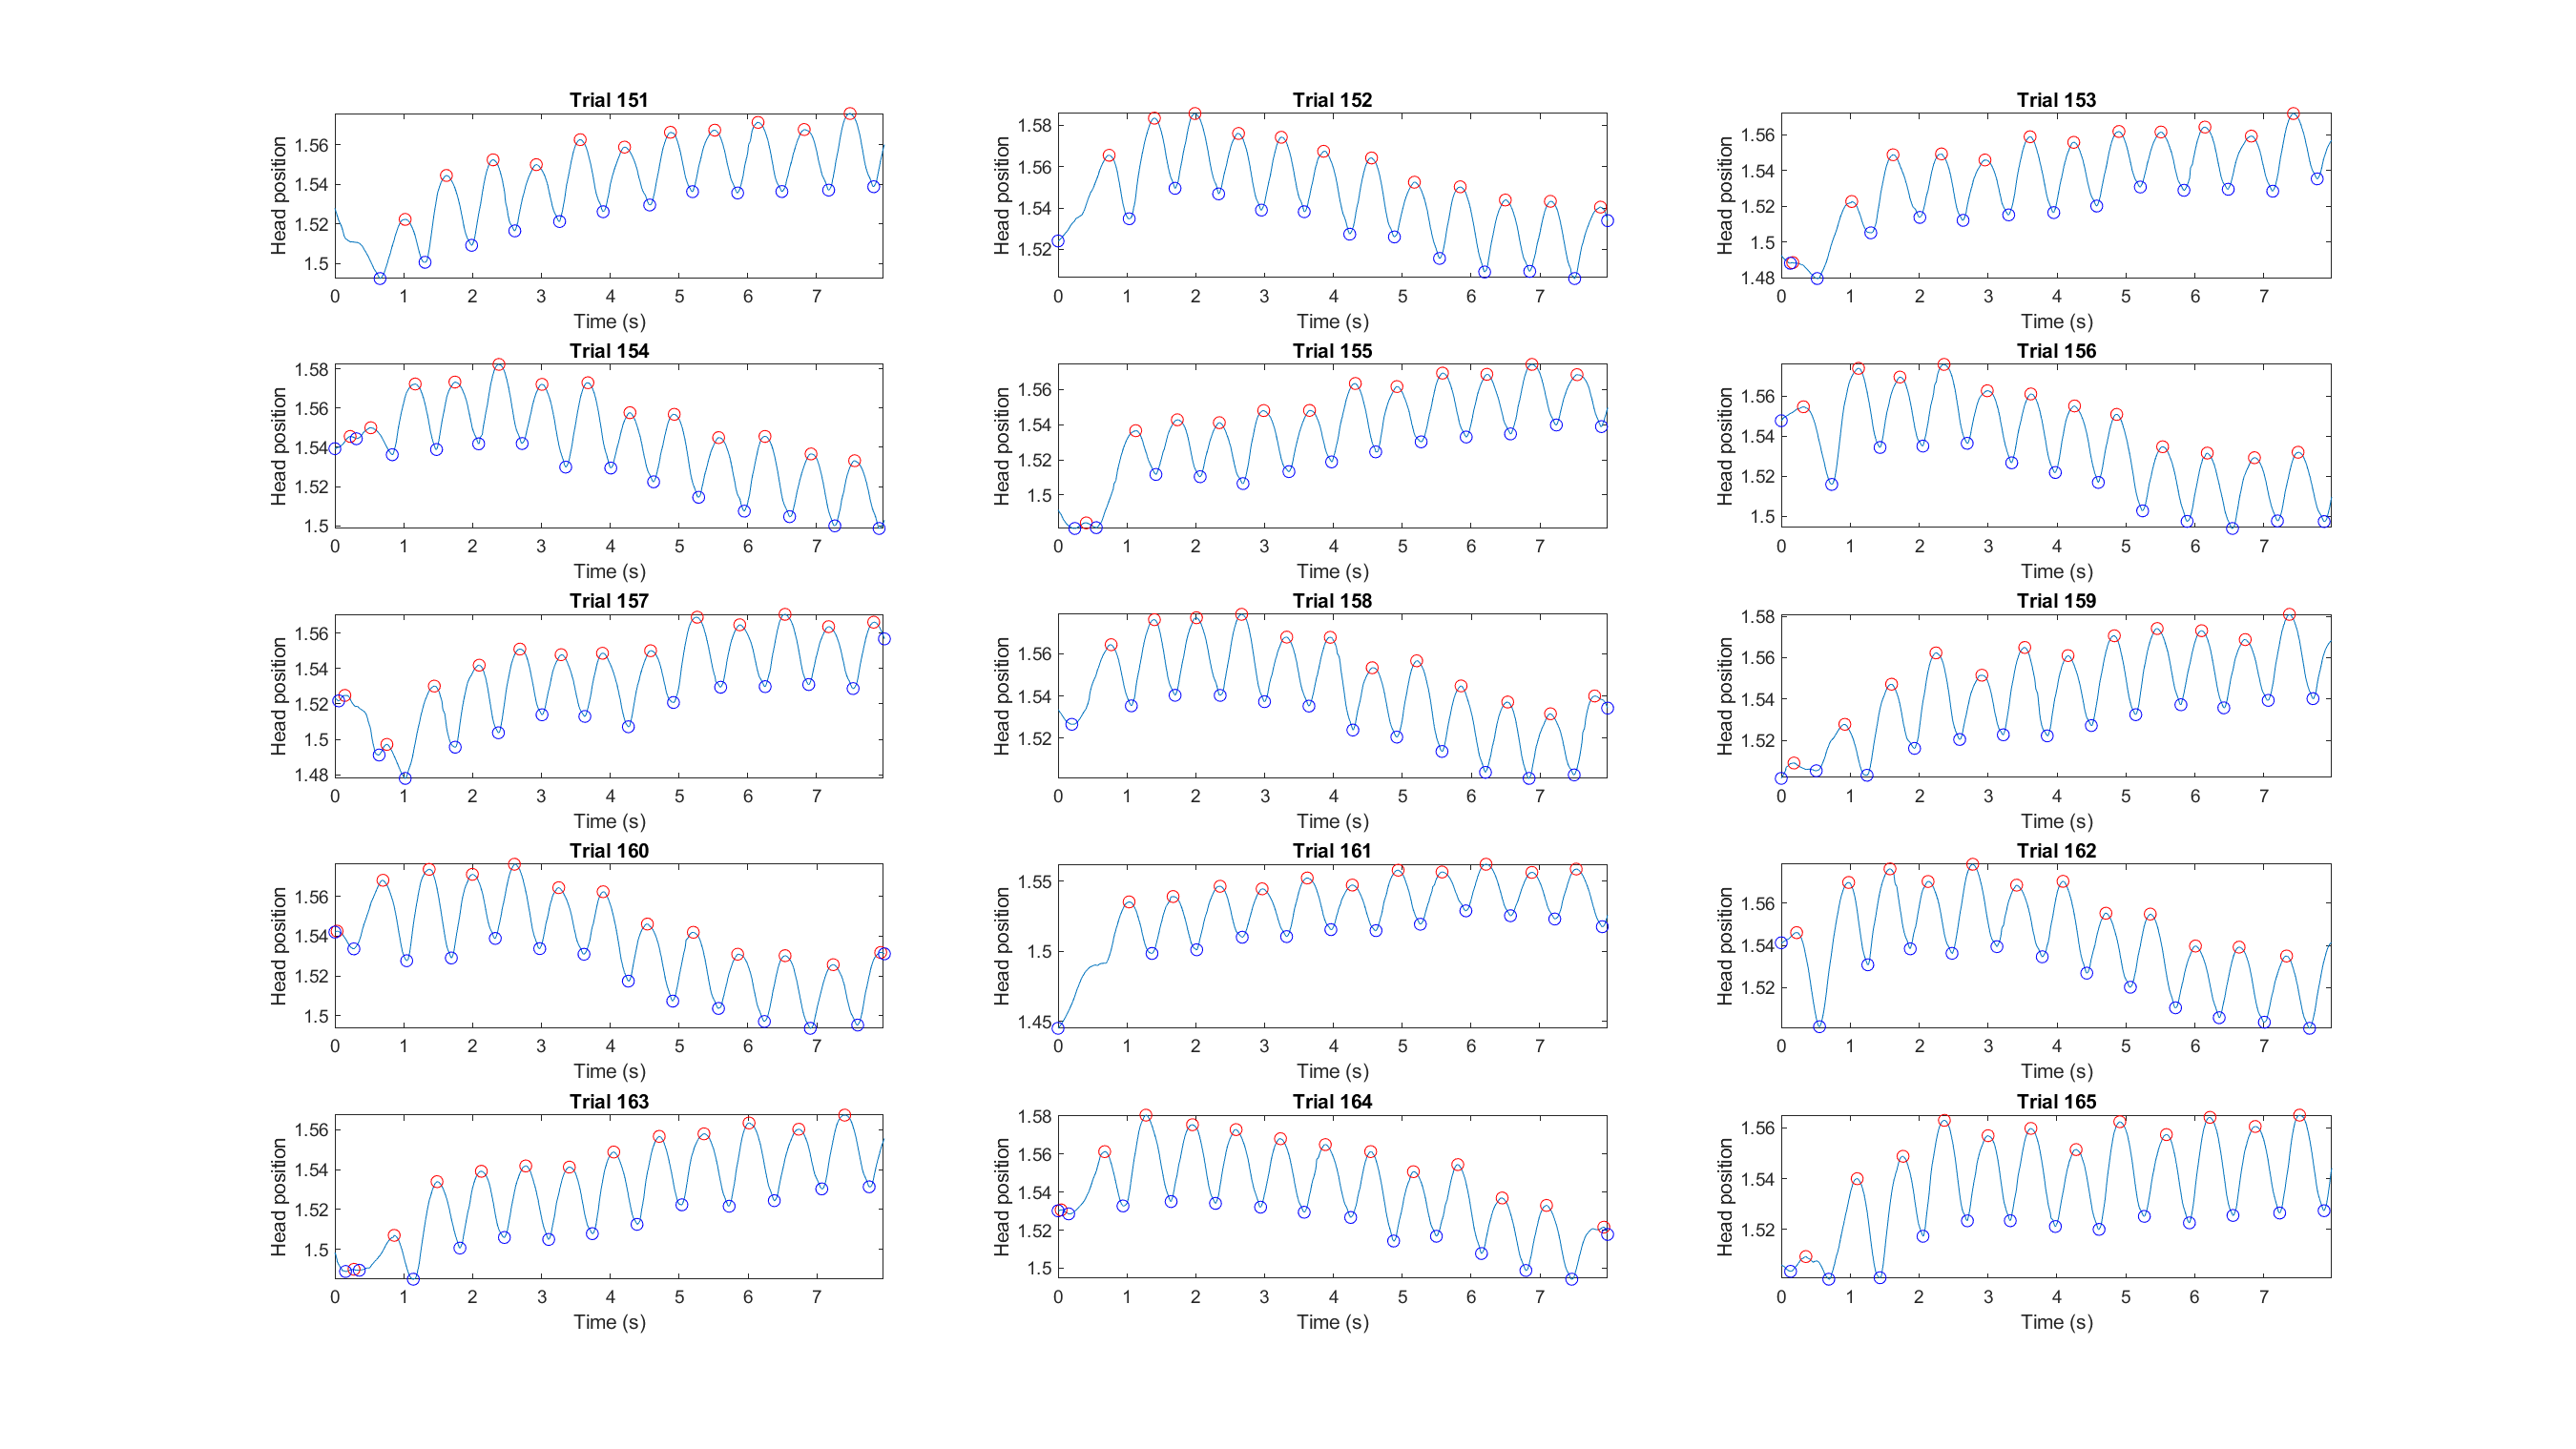 Trial 151
Head position
1.56
1.54
1.52
1.5
0 1 2 3 4 5 6 7
Time (s)
Trial 152
Head position
1.58
1.56
1.54
1.52
0 1 2 3 4 5 6 7
Time (s)
Trial 153
Head position
1.56
1.54
1.52
1.5
1.48
0 1 2 3 4 5 6 7
Time (s)
Trial 154
Head position
1.58
1.56
1.54
1.52
1.5
0 1 2 3 4 5 6 7
Time (s)
Trial 155
Head position
1.56
1.54
1.52
1.5
0 1 2 3 4 5 6 7
Time (s)
Trial 156
Head position
1.56
1.54
1.52
1.5
0 1 2 3 4 5 6 7
Time (s)
Trial 157
Head position
1.56
1.54
1.52
1.5
1.48
0 1 2 3 4 5 6 7
Time (s)
Trial 158
Head position
1.56
1.54
1.52
0 1 2 3 4 5 6 7
Time (s)
Trial 159
Head position
1.58
1.56
1.54
1.52
0 1 2 3 4 5 6 7
Time (s)
Trial 160
Head position
1.56
1.54
1.52
1.5
0 1 2 3 4 5 6 7
Time (s)
Trial 161
Head position
1.55
1.5
1.45
0 1 2 3 4 5 6 7
Time (s)
Trial 162
Head position
1.56
1.54
1.52
0 1 2 3 4 5 6 7
Time (s)
Trial 163
Head position
1.56
1.54
1.52
1.5
0 1 2 3 4 5 6 7
Time (s)
Trial 164
Head position
1.58
1.56
1.54
1.52
1.5
0 1 2 3 4 5 6 7
Time (s)
Trial 165
Head position
1.56
1.54
1.52
0 1 2 3 4 5 6 7
Time (s)